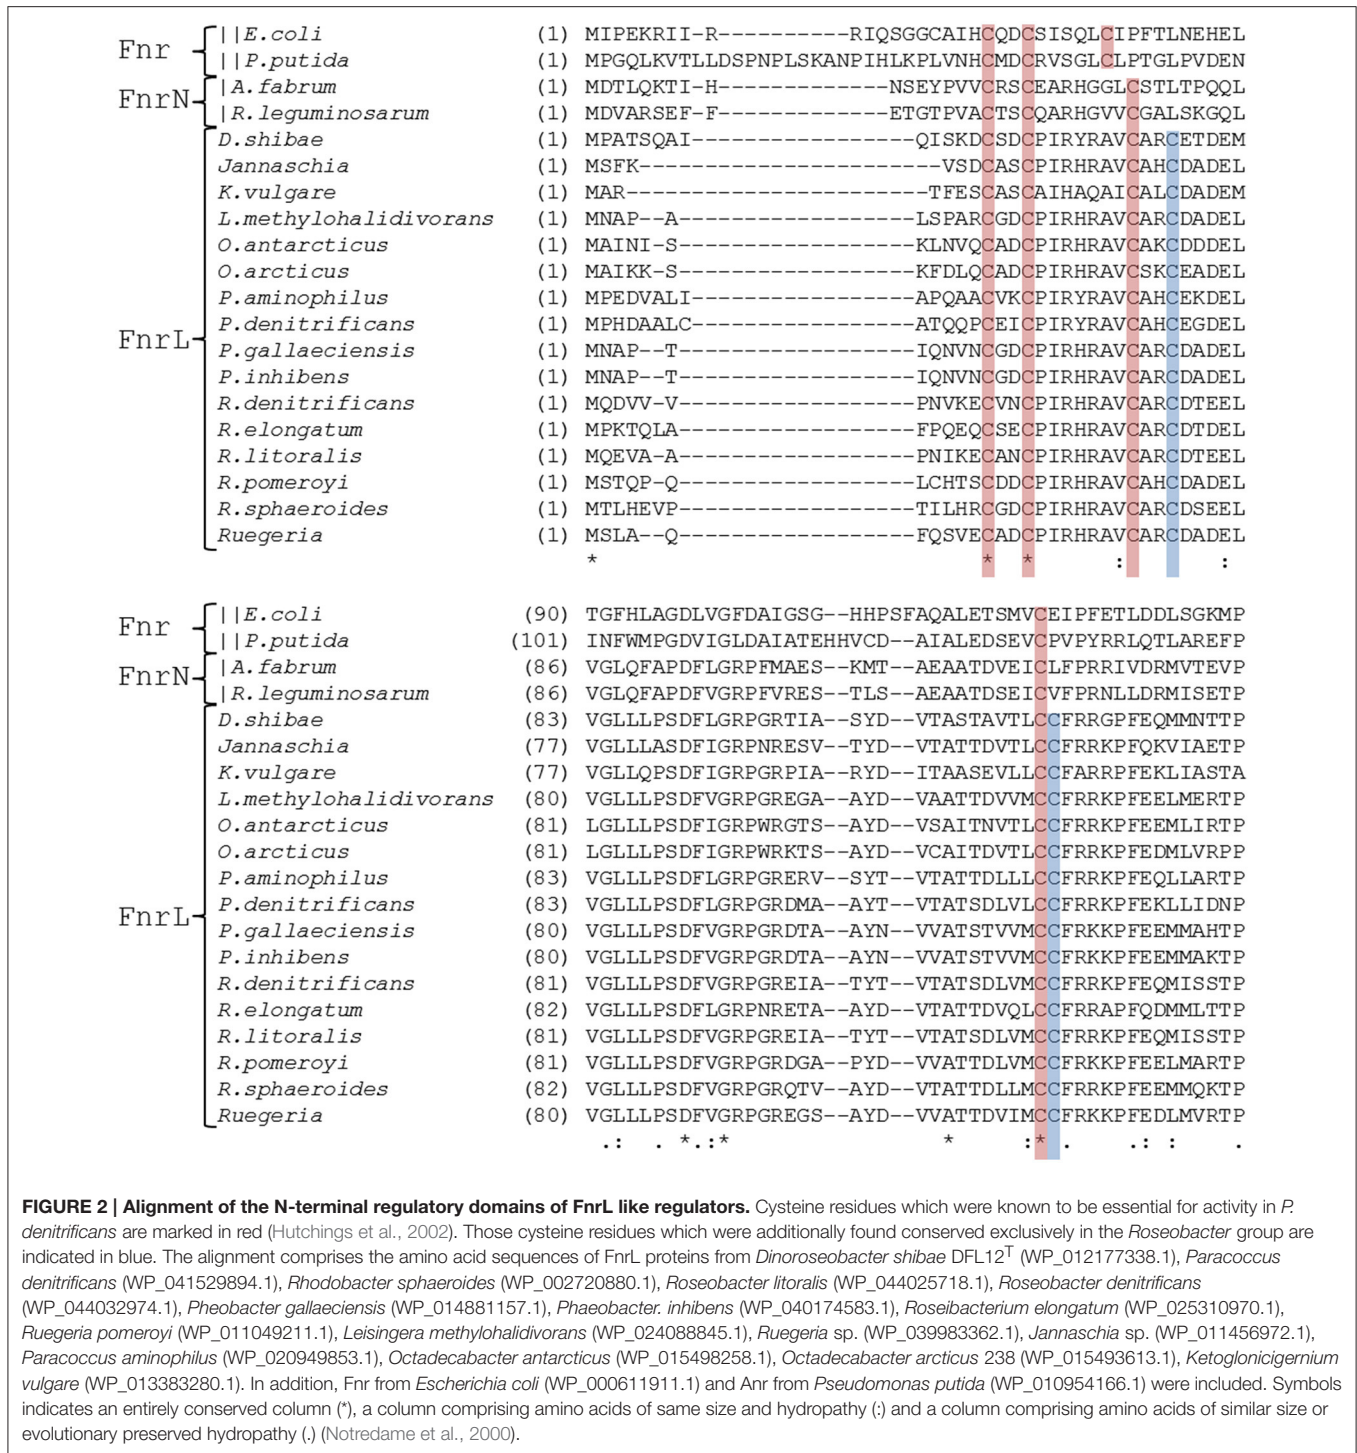 Fnr
||E.coli (1) MIPEKRII-R----------RIQSGGCAIHCQDCSISQLCIPFTLNEHEL
||P.putida (1) MPGQLKVTLLDSPNPLSKANPIHLKPLVNHCMDCRVSGLCLPTGLPVDEN
FnrN
|A.fabrum (1) MDTLQKTI-H-------------NSEYPVVCRSCEARHGGLCSTLTPQQL
|R.leguminosarum (1) MDVARSEF-F-------------ETGTPVACTSCQARHGVVCGALSKGQL
FnrL
D.shibae (1) MPATSQAI-----------------QISKDCSDCPIRYRAVCARCETDEM
Jannaschia (1) MSFK-----------------------VSDCASCPIRHRAVCAHCDADEL
K.vulgare (1) MAR-----------------------TFESCASCAIHAQAICALCDADEM
L.methylohalidivorans (1) MNAP--A------------------LSPARCGDCPIRHRAVCARCDADEL
O.antarcticus (1) MAINI-S------------------KLNVQCADCPIRHRAVCAKCDDDEL
O.arcticus (1) MAIKK-S------------------KFDLQCADCPIRHRAVCSKCEADEL
P.aminophilus (1) MPEDVALI-----------------APQAACVKCPIRYRAVCAHCEKDEL
P.denitrificans (1) MPHDAALC-----------------ATQQPCEICPIRYRAVCAHCEGDEL
P.gallaeciensis (1) MNAP--T------------------IQNVNCGDCPIRHRAVCARCDADEL
P.inhibens (1) MNAP--T------------------IQNVNCGDCPIRHRAVCARCDADEL
R.denitrificans (1) MQDVV-V------------------PNVKECVNCPIRHRAVCARCDTEEL
R.elongatum (1) MPKTQLA------------------FPQEQCSECPIRHRAVCARCDTDEL
R.litoralis (1) MQEVA-A------------------PNIKECANCPIRHRAVCARCDTEEL
R.pomeroyi (1) MSTQP-Q------------------LCHTSCDDCPIRHRAVCAHCDADEL
R.sphaeroides (1) MTLHEVP------------------TILHRCGDCPIRHRAVCARCDSEEL
Ruegeria (1) MSLA--Q------------------FQSVECADCPIRHRAVCARCDADEL
* * * : :
Fnr
||E.coli (90) TGFHLAGDLVGFDAIGSG--HHPSFAQALETSMVCEIPFETLDDLSGKMP
||P.putida (101) INFWMPGDVIGLDAIATEHHVCD--AIALEDSEVCPVPYRRLQTLAREFP
FnrN
|A.fabrum (86) VGLQFAPDFLGRPFMAES--KMT--AEAATDVEICLFPRRIVDRMVTEVP
|R.leguminosarum (86) VGLQFAPDFVGRPFVRES--TLS--AEAATDSEICVFPRNLLDRMISETP
FnrL
D.shibae (83) VGLLLPSDFLGRPGRTIA--SYD--VTASTAVTLCCFRRGPFEQMMNTTP
Jannaschia (77) VGLLLASDFIGRPNRESV--TYD--VTATTDVTLCCFRRKPFQKVIAETP
K.vulgare (77) VGLLQPSDFIGRPGRPIA--RYD--ITAASEVLLCCFARRPFEKLIASTA
L.methylohalidivorans (80) VGLLLPSDFVGRPGREGA--AYD--VAATTDVVMCCFRRKPFEELMERTP
O.antarcticus (81) LGLLLPSDFIGRPWRGTS--AYD--VSAITNVTLCCFRRKPFEEMLIRTP
O.arcticus (81) LGLLLPSDFIGRPWRKTS--AYD--VCAITDVTLCCFRRKPFEDMLVRPP
P.aminophilus (83) VGLLLPSDFLGRPGRERV--SYT--VTATTDLLLCCFRRKPFEQLLARTP
P.denitrificans (83) VGLLLPSDFLGRPGRDMA--AYT--VTATSDLVLCCFRRKPFEKLLIDNP
P.gallaeciensis (80) VGLLLPSDFVGRPGRDTA--AYN--VVATSTVVMCCFRKKPFEEMMAHTP
P.inhibens (80) VGLLLPSDFVGRPGRDTA--AYN--VVATSTVVMCCFRKKPFEEMMAKTP
R.denitrificans (81) VGLLLPSDFVGRPGREIA--TYT--VTATSDLVMCCFRRKPFEQMISSTP
R.elongatum (82) VGLLLPSDFLGRPNRETA--AYD--VTATTDVQLCCFRRAPFQDMMLTTP
R.litoralis (81) VGLLLPSDFVGRPGREIA--TYT--VTATSDLVMCCFRRKPFEQMISSTP
R.pomeroyi (81) VGLLLPSDFVGRPGRDGA--PYD--VVATTDLVMCCFRKKPFEELMARTP
R.sphaeroides (82) VGLLLPSDFVGRPGRQTV--AYD--VTATTDLLMCCFRRKPFEEMMQKTP
Ruegeria (80) VGLLLPSDFVGRPGREGS--AYD--VVATTDVIMCCFRKKPFEDLMVRTP
.: . *.:* * :*. .: : .
FIGURE 2 | Alignment of the N-terminal regulatory domains of FnrL like regulators. Cysteine residues which were known to be essential for activity in P.
denitrificans are marked in red (Hutchings et al., 2002). Those cysteine residues which were additionally found conserved exclusively in the Roseobacter group are
indicated in blue. The alignment comprises the amino acid sequences of FnrL proteins from Dinoroseobacter shibae DFL12T (WP_012177338.1), Paracoccus
denitrificans (WP_041529894.1), Rhodobacter sphaeroides (WP_002720880.1), Roseobacter litoralis (WP_044025718.1), Roseobacter denitrificans
(WP_044032974.1), Pheobacter gallaeciensis (WP_014881157.1), Phaeobacter. inhibens (WP_040174583.1), Roseibacterium elongatum (WP_025310970.1),
Ruegeria pomeroyi (WP_011049211.1), Leisingera methylohalidivorans (WP_024088845.1), Ruegeria sp. (WP_039983362.1), Jannaschia sp. (WP_011456972.1),
Paracoccus aminophilus (WP_020949853.1), Octadecabacter antarcticus (WP_015498258.1), Octadecabacter arcticus 238 (WP_015493613.1), Ketoglonicigernium
vulgare (WP_013383280.1). In addition, Fnr from Escherichia coli (WP_000611911.1) and Anr from Pseudomonas putida (WP_010954166.1) were included. Symbols
indicates an entirely conserved column (*), a column comprising amino acids of same size and hydropathy (:) and a column comprising amino acids of similar size or
evolutionary preserved hydropathy (.) (Notredame et al., 2000).